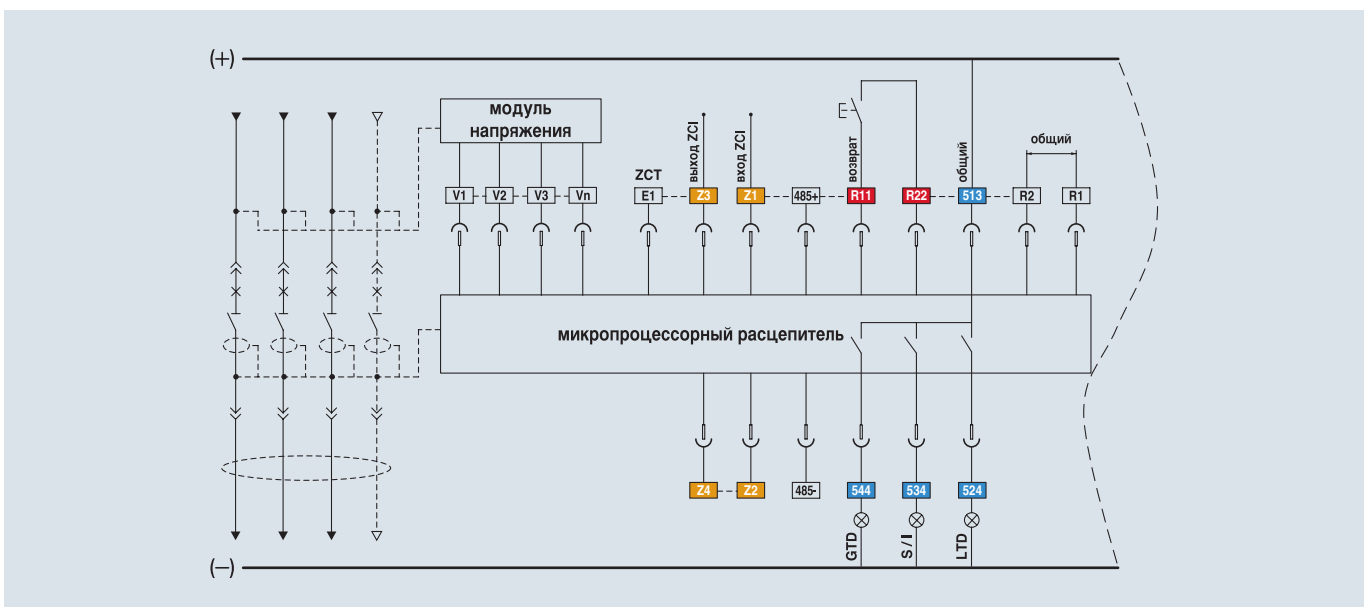 (+)
модуль
напряжения
выход ZCI
вход ZCI
возврат
общий
общий
ZCT
V1 V2 V3 Vn E1 Z3 Z1 485+ R11 R22 513 R2 R1
микропроцессорный расцепитель
Z4 Z2 485- 544 534 524
GTD S/I LTD
(–)